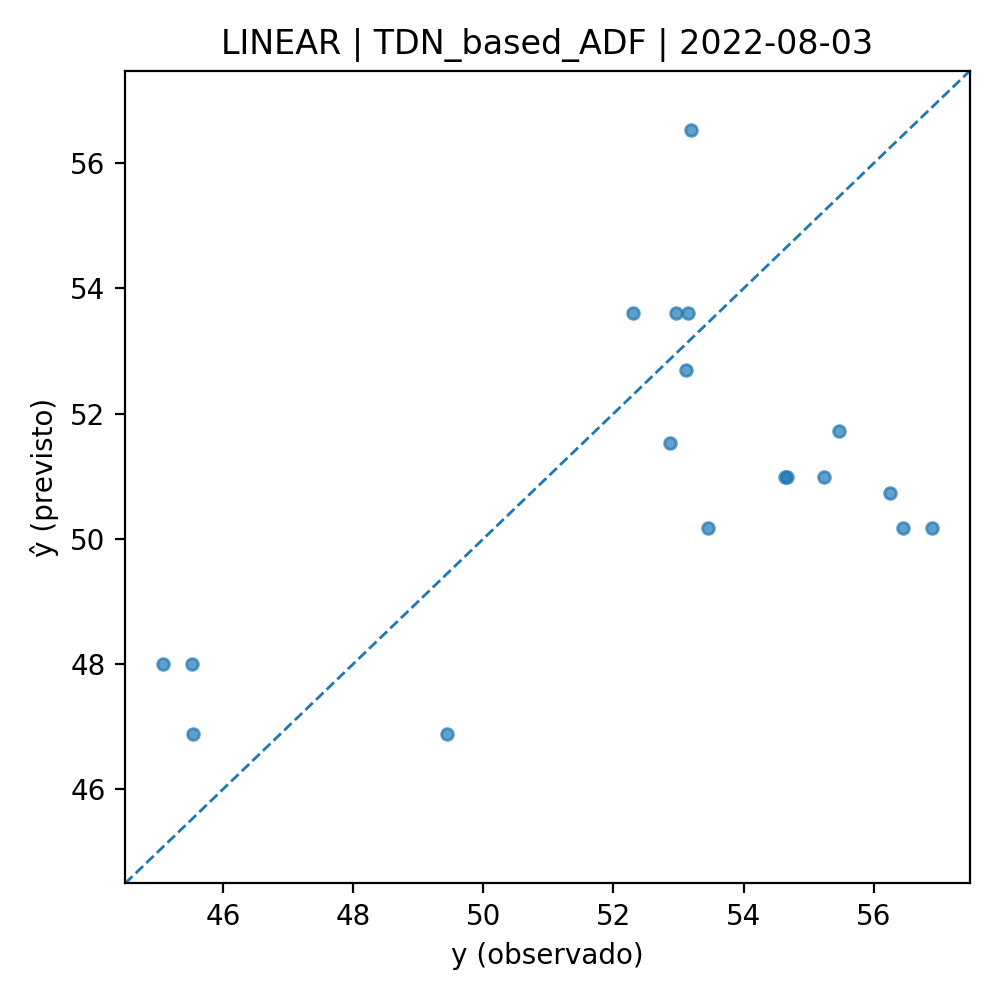 LINEAR | TDN_based_ADF | 2022-08-03
56
54
52
50
48
46
ŷ (previsto)
46 48 50 52 54 56
y (observado)